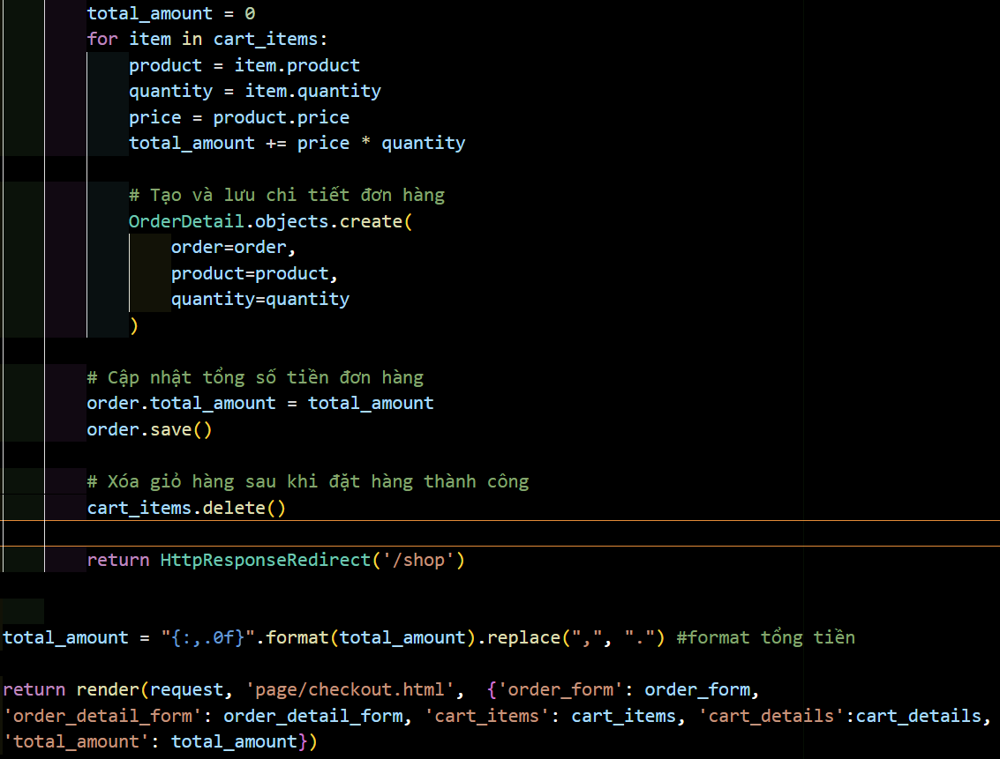 total_amount = 0
for item in cart_items:
product = item.product
quantity = item.quantity
price = product.price
total_amount += price * quantity
# Tạo và lưu chi tiết đơn hàng
OrderDetail.objects.create(
order=order,
product=product,
quantity=quantity
)
# Cập nhật tổng số tiền đơn hàng
order.total_amount = total_amount
order.save()
# Xóa giỏ hàng sau khi đặt hàng thành công
cart_items.delete()
return HttpResponseRedirect('/shop')
total_amount = "{:,.0f}".format(total_amount).replace(",", ".") #format tổng tiền
return render(request, 'page/checkout.html',  {'order_form': order_form,
'order_detail_form': order_detail_form, 'cart_items': cart_items, 'cart_details':cart_details,
'total_amount': total_amount})